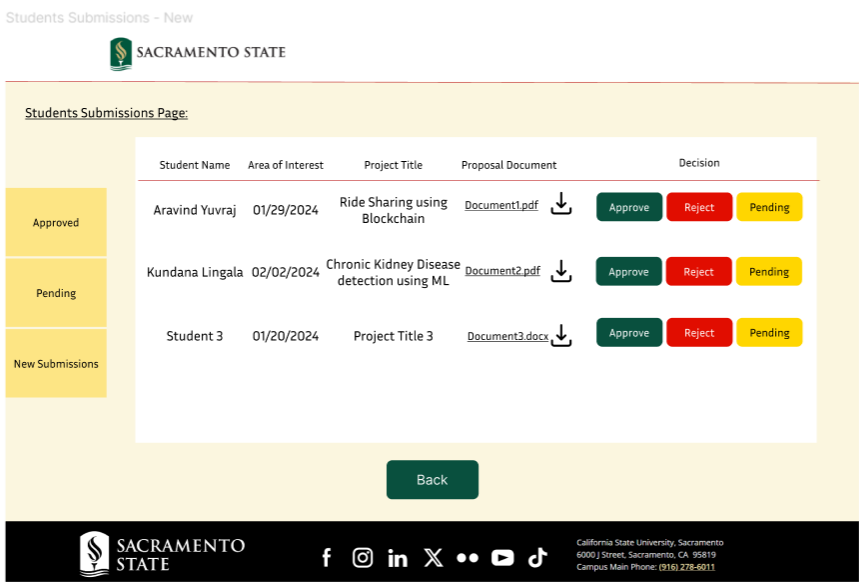 Students Submissions - New
SACRAMENTO STATE
Students Submissions Page:
Student Name Area of Interest Project Title Proposal Document Decision
Aravind Yuvraj 01/29/2024 Ride Sharing using Blockchain Document1.pdf Approve Reject Pending
Kundana Lingala 02/02/2024 Chronic Kidney Disease detection using ML Document2.pdf Approve Reject Pending
Student 3 01/20/2024 Project Title 3 Document3.docx Approve Reject Pending
Approved
Pending
New Submissions
Back
SACRAMENTO
STATE
California State University, Sacramento
6000 J Street, Sacramento, CA 95819
Campus Main Phone: (916) 278-6011